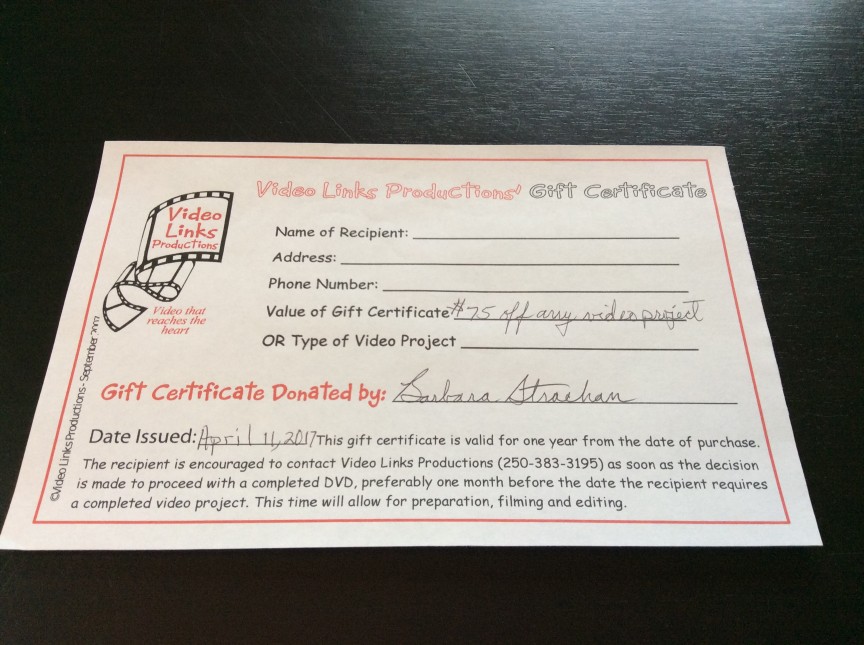 Video Links Productions' Gift Certificate
Video
Links
Productions
Video that
reaches the
heart
Name of Recipient:
Address:
Phone Number:
Value of Gift Certificate $75 off any video project
OR Type of Video Project
Gift Certificate Donated by: Barbara Strachan
Date Issued: April 11, 2017 This gift certificate is valid for one year from the date of purchase.
The recipient is encouraged to contact Video Links Productions (250-383-3195) as soon as the decision
is made to proceed with a completed DVD, preferably one month before the date the recipient requires
a completed video project. This time will allow for preparation, filming and editing.
©Video Links Productions - September